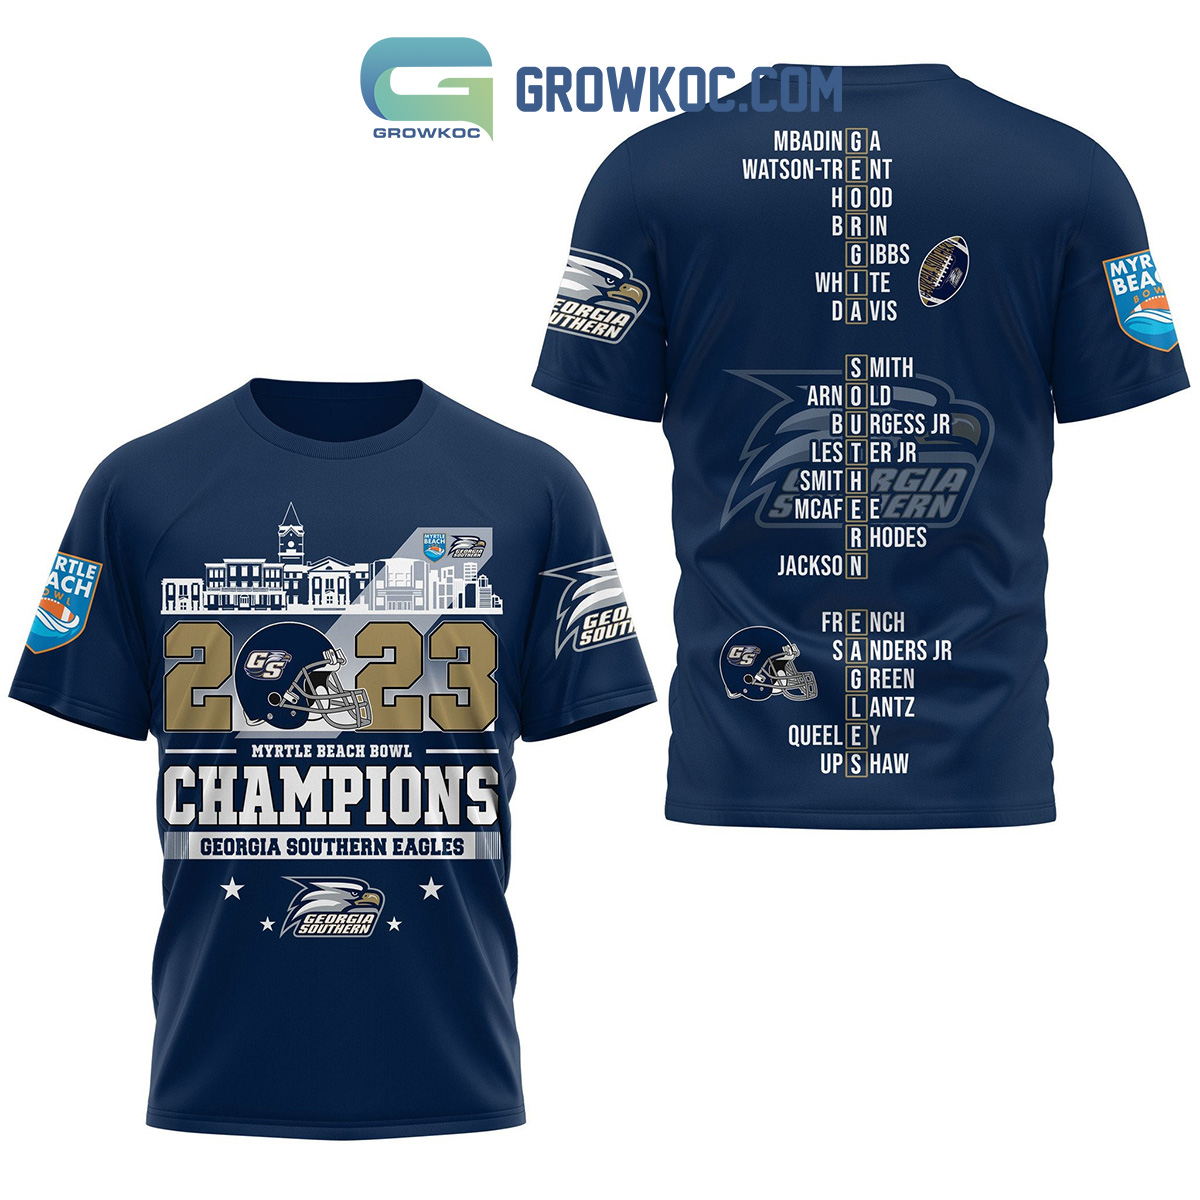 GROWKOC
GROWKOC.COM
MBADINGA
WATSON-TRENT
HOOD
BRIN
GIBBS
WHITE
DAVIS
SMITH
ARNOLD
BURGESS JR
LESTER JR
SMITH
MCAFEE
RHODES
JACKSON
FRENCH
SANDERS JR
GREEN
LANTZ
QUEELEY
UPSHAW
GEORGIA
SOUTHERN
MYRTLE
BEACH
BOWL
GEORGIA
SOUTHERN
GS
MYRTLE
BEACH
BOWL
MYRTLE
BEACH
GEORGIA
SOUTHERN
GEORGIA
SOUTHERN
2023
GS
MYRTLE BEACH BOWL
CHAMPIONS
GEORGIA SOUTHERN EAGLES
GEORGIA
SOUTHERN